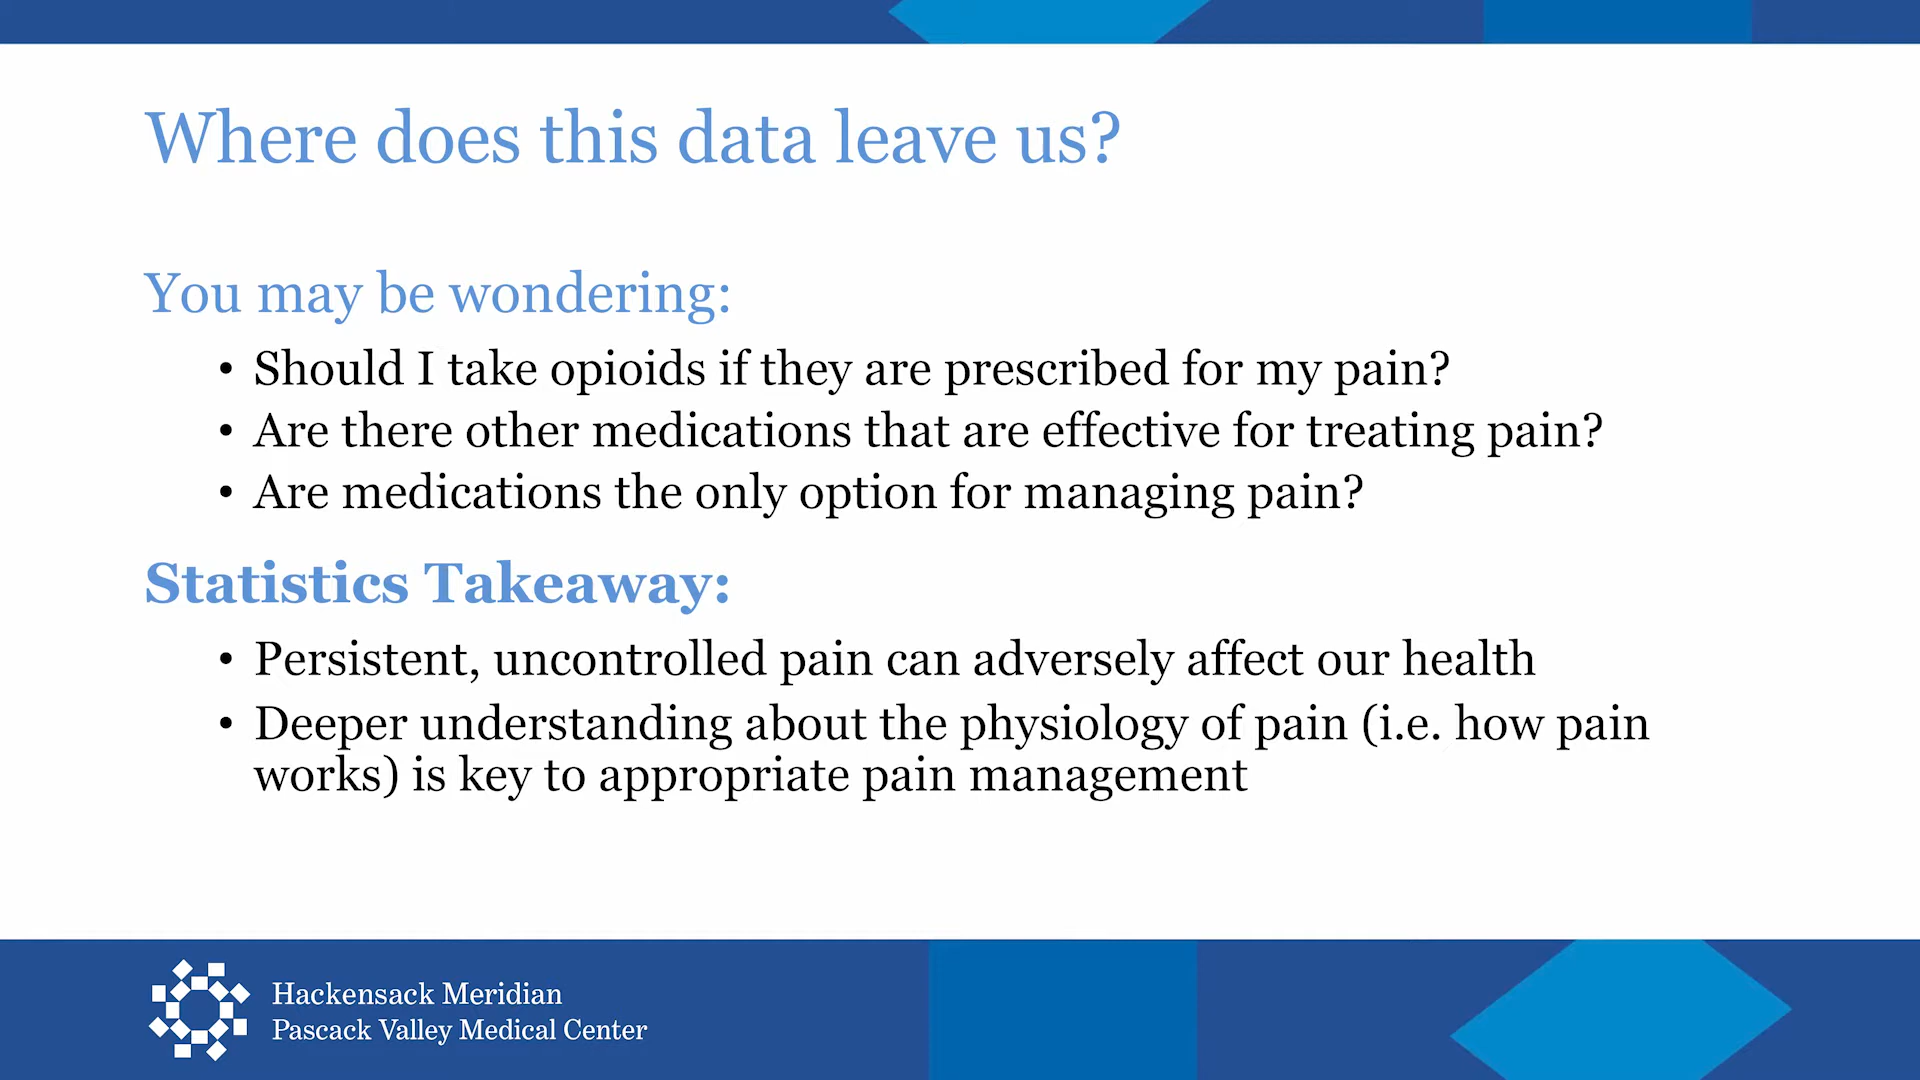 Where does this data leave us?
You may be wondering:
• Should I take opioids if they are prescribed for my pain?
• Are there other medications that are effective for treating pain?
• Are medications the only option for managing pain?
Statistics Takeaway:
• Persistent, uncontrolled pain can adversely affect our health
• Deeper understanding about the physiology of pain (i.e. how pain
works) is key to appropriate pain management
Hackensack Meridian
Pascack Valley Medical Center